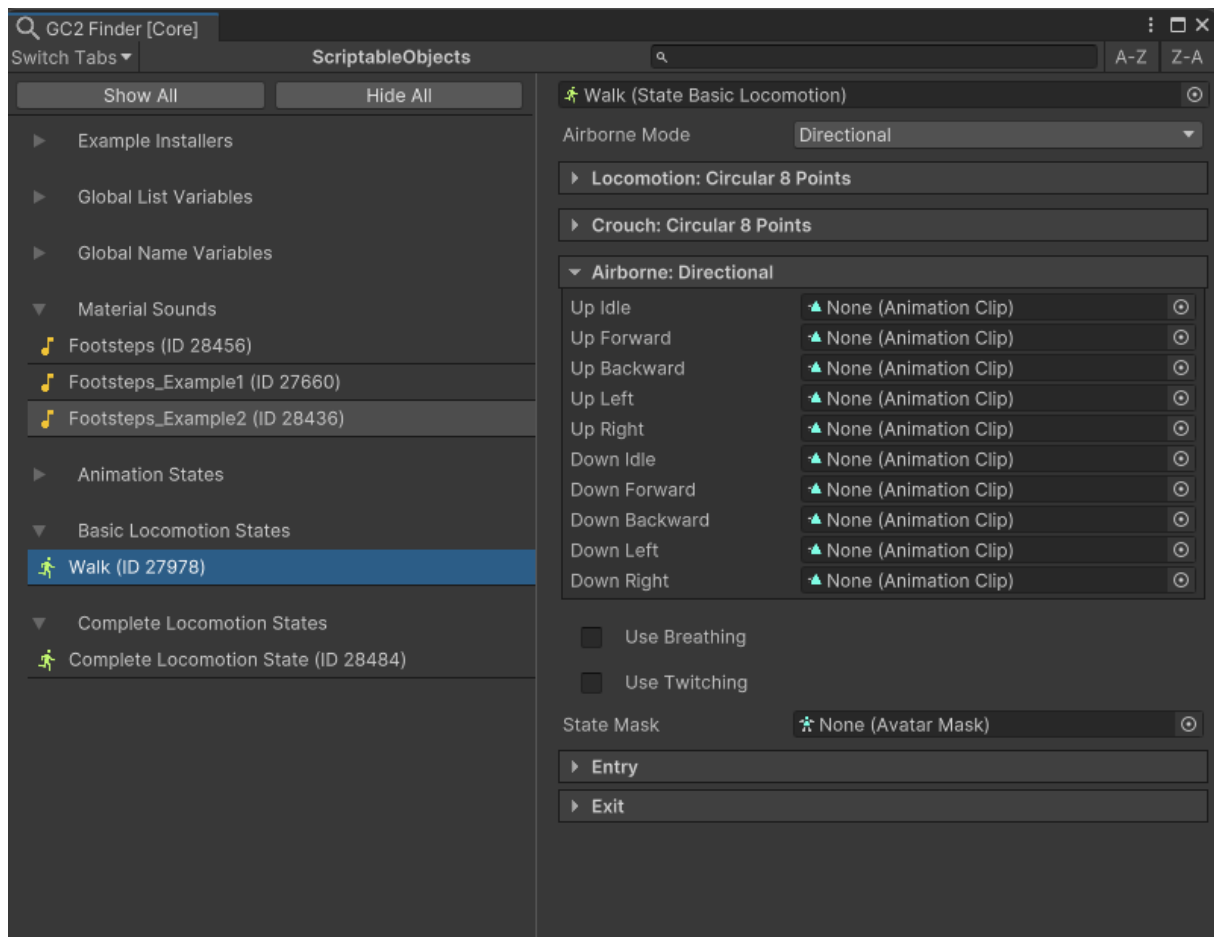 GC2 Finder [Core]
Switch Tabs
ScriptableObjects
A-Z
Z-A
Show All
Hide All
Example Installers
Global List Variables
Global Name Variables
Material Sounds
Footsteps (ID 28456)
Footsteps_Example1 (ID 27660)
Footsteps_Example2 (ID 28436)
Animation States
Basic Locomotion States
Walk (ID 27978)
Complete Locomotion States
Complete Locomotion State (ID 28484)
Walk (State Basic Locomotion)
Airborne Mode
Directional
Locomotion: Circular 8 Points
Crouch: Circular 8 Points
Airborne: Directional
Up Idle None (Animation Clip)
Up Forward None (Animation Clip)
Up Backward None (Animation Clip)
Up Left None (Animation Clip)
Up Right None (Animation Clip)
Down Idle None (Animation Clip)
Down Forward None (Animation Clip)
Down Backward None (Animation Clip)
Down Left None (Animation Clip)
Down Right None (Animation Clip)
Use Breathing
Use Twitching
State Mask None (Avatar Mask)
Entry
Exit